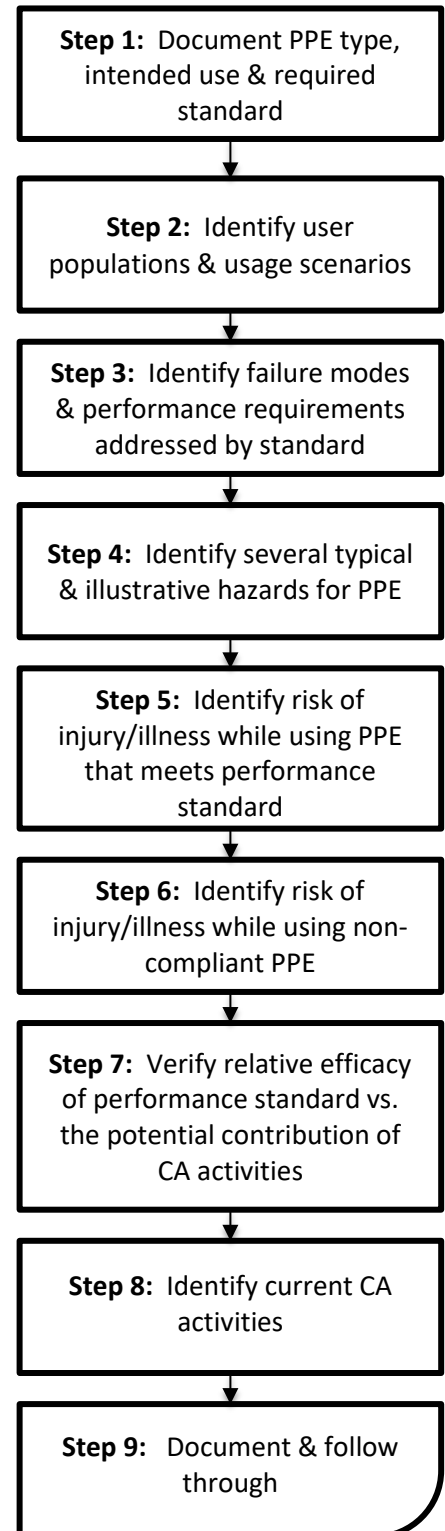 Step 1: Document PPE type,
intended use & required
standard
Step 2: Identify user
populations & usage scenarios
Step 3: Identify failure modes
& performance requirements
addressed by standard
Step 4: Identify several typical
& illustrative hazards for PPE
Step 5: Identify risk of
injury/illness while using PPE
that meets performance
standard
Step 6: Identify risk of
injury/illness while using non-
compliant PPE
Step 7: Verify relative efficacy
of performance standard vs.
the potential contribution of
CA activities
Step 8: Identify current CA
activities
Step 9: Document & follow
through